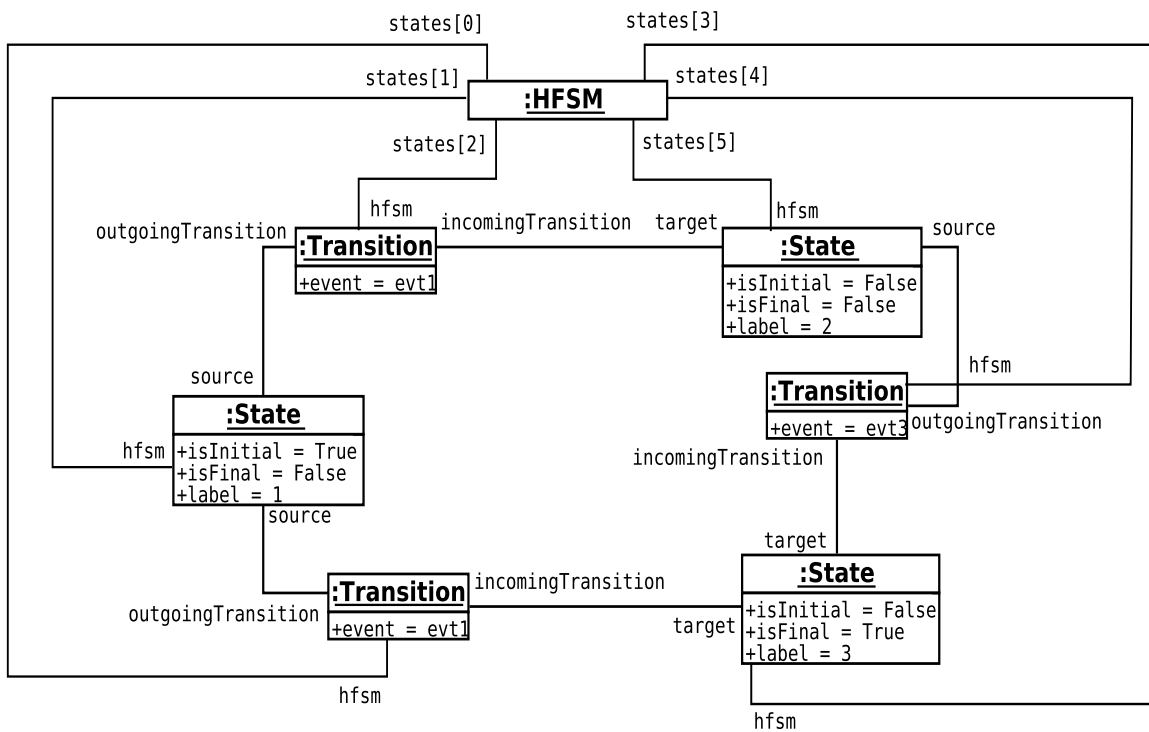 states[0]
states[3]
states[1]
states[4]
:HFSM
states[2]
states[5]
hfsm
hfsm
outgoingTransition
incomingTransition
target
source
:Transition
+event = evt1
:State
+isInitial = False
+isFinal = False
+label = 2
hfsm
source
:Transition
+event = evt3
outgoingTransition
incomingTransition
:State
hfsm
+isInitial = True
+isFinal = False
+label = 1
source
target
:State
+isInitial = False
+isFinal = True
+label = 3
:Transition
+event = evt1
incomingTransition
outgoingTransition
target
hfsm
hfsm